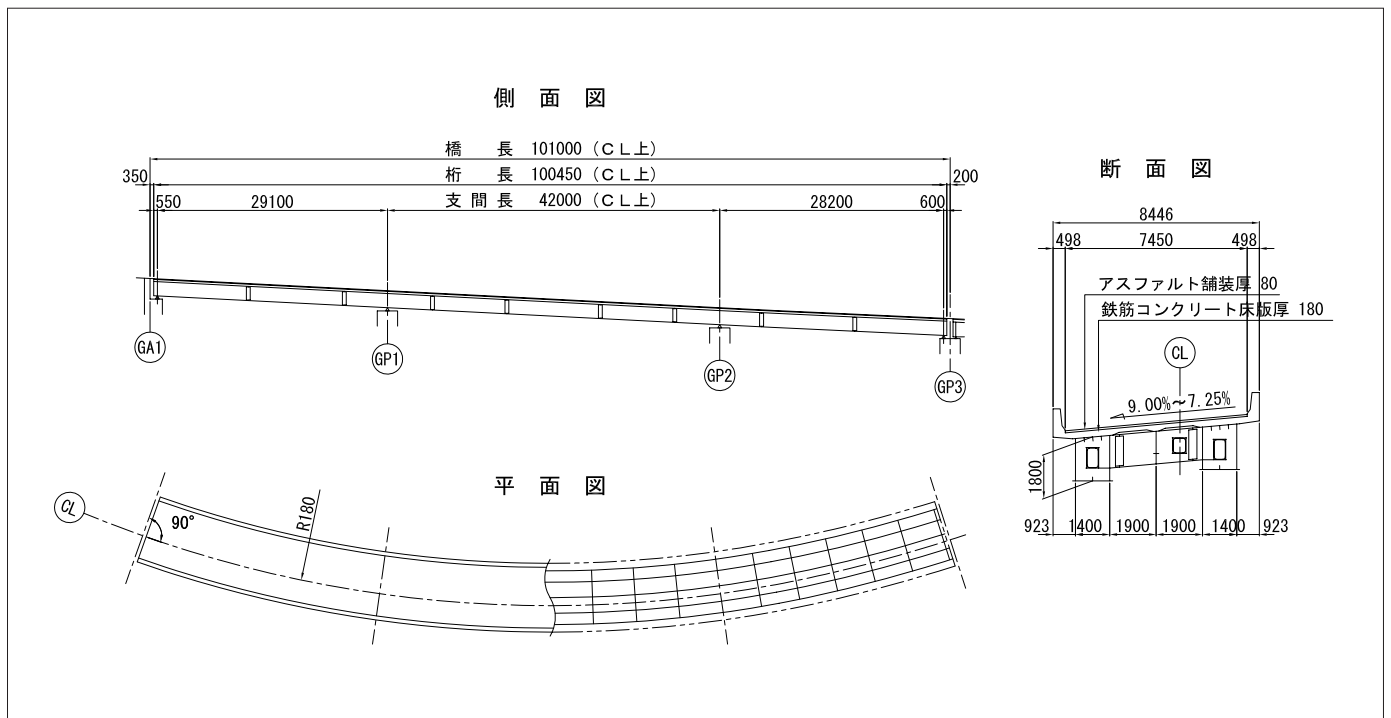 側 面 図
橋 長 101000 (CL上)
350 桁 長 100450 (CL上) 200
550 29100 支 間 長 42000 (CL上) 28200 600
GA1
GP1
GP2
GP3
断 面 図
8446
498 7450 498
アスファルト舗装厚 80
鉄筋コンクリート床版厚 180
CL
9.00%～7.25%
1800
923 1400 1900 1900 1400 923
平 面 図
CL
90°
R180